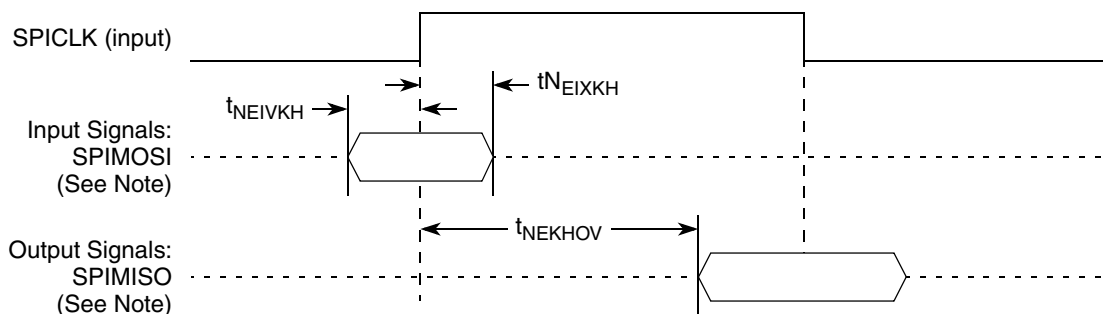 SPICLK (input)
tNEIXKH
tNEIVKH
Input Signals:
SPIMOSI
(See Note)
tNEKHOV
Output Signals:
SPIMISO
(See Note)